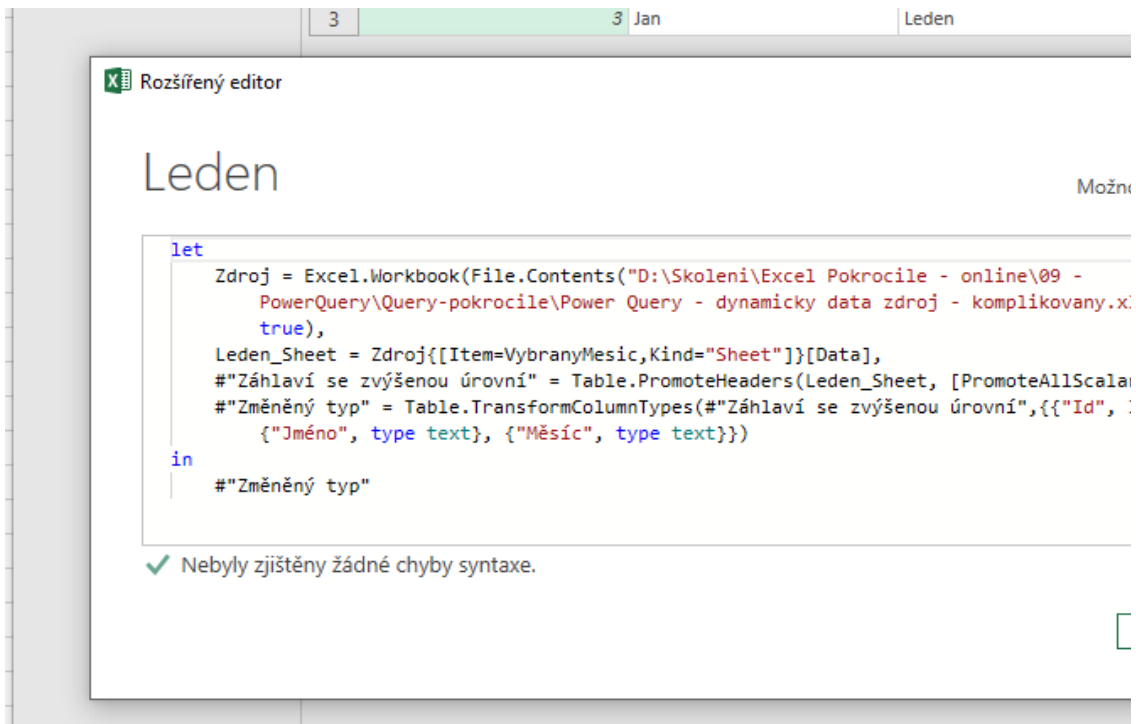 3 3 Jan Leden
Rozšířený editor
Leden
let
Zdroj = Excel.Workbook(File.Contents("D:\Skoleni\Excel Pokrocile - online\09 -
PowerQuery\Query-pokrocile\Power Query - dynamicky data zdroj - komplikovany.xl
true),
Leden_Sheet = Zdroj{[Item=VybranyMesic,Kind="Sheet"]}[Data],
#"Záhlaví se zvýšenou úrovní" = Table.PromoteHeaders(Leden_Sheet, [PromoteAllScalar
#"Změněný typ" = Table.TransformColumnTypes(#"Záhlaví se zvýšenou úrovní",{{"Id",
{"Jméno", type text}, {"Měsíc", type text}})
in
#"Změněný typ"
Nebyly zjištěny žádné chyby syntaxe.